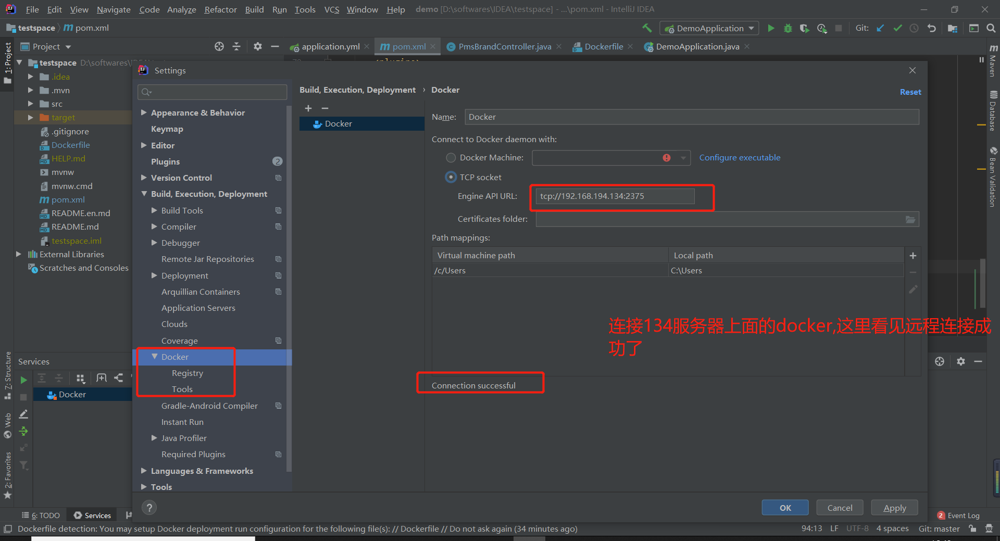 File Edit View Navigate Code Analyze Refactor Build Run Tools VCS Window Help demo [D:\softwares\IDEA\testspace] - ...\pom.xml - IntelliJ IDEA
testspace pom.xml DemoApplication Git:
Project application.yml pom.xml PmsBrandController.java Dockerfile DemoApplication.java
1: Project
Maven
Database
Bean Validation
testspace D:\softwares\
.idea
.mvn
src
target
.gitignore
Dockerfile
HELP.md
mvnw
mvnw.cmd
pom.xml
README.en.md
README.md
testspace.iml
External Libraries
Scratches and Consoles
Settings
Appearance & Behavior
Keymap
Editor
Plugins 2
Version Control
Build, Execution, Deployment
Build Tools
Compiler
Debugger
Remote Jar Repositories
Deployment
Arquillian Containers
Application Servers
Clouds
Coverage
Docker
Registry
Tools
Gradle-Android Compiler
Instant Run
Java Profiler
Required Plugins
Languages & Frameworks
Tools
Build, Execution, Deployment › Docker
Reset
Docker
Name: Docker
Connect to Docker daemon with:
Docker Machine: Configure executable
TCP socket
Engine API URL: tcp://192.168.194.134:2375
Certificates folder:
Path mappings:
Virtual machine path Local path
/c/Users C:\Users
连接134服务器上面的docker,这里看见远程连接成
功了
Connection successful
? OK Cancel Apply
Services
Docker
7: Structure
Web
2: Favorites
6: TODO Services 2 Event Log
Dockerfile detection: You may setup Docker deployment run configuration for the following file(s): // Dockerfile // Do not ask again (34 minutes ago) 94:13 LF UTF-8 4 spaces Git: master